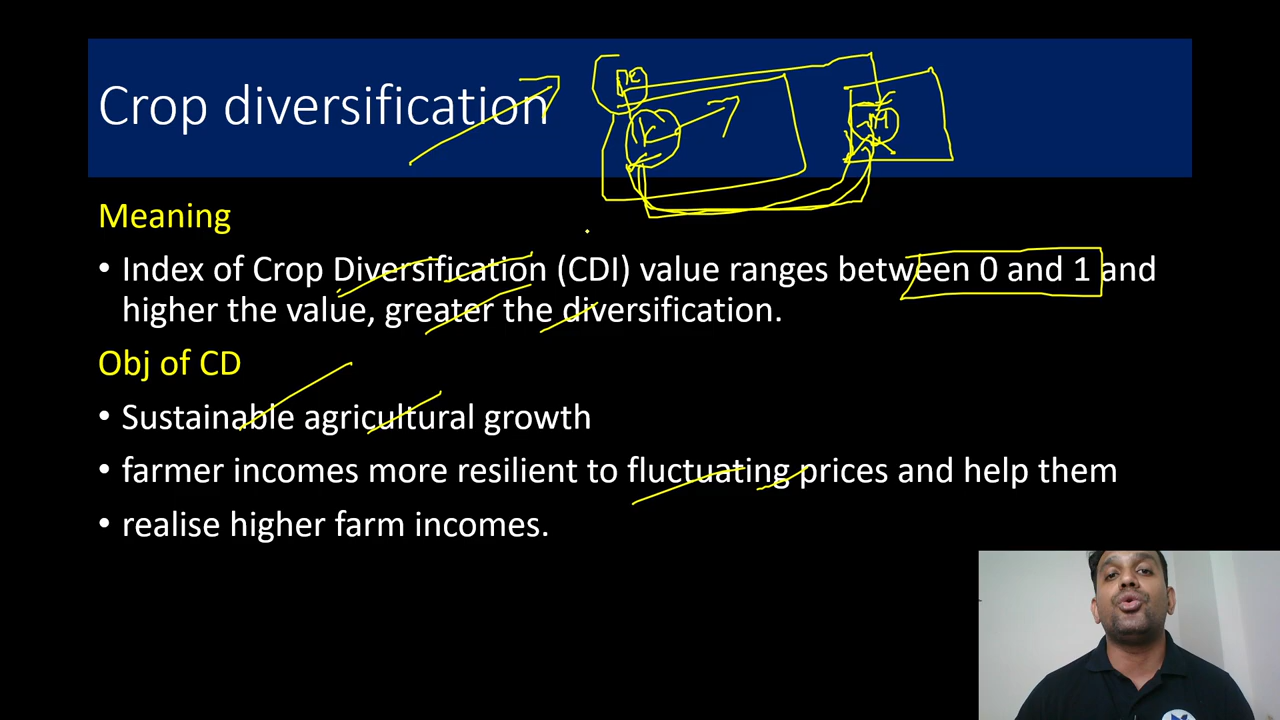 Crop diversification
Meaning
• Index of Crop Diversification (CDI) value ranges between 0 and 1 and
higher the value, greater the diversification.
Obj of CD
• Sustainable agricultural growth
• farmer incomes more resilient to fluctuating prices and help them
• realise higher farm incomes.